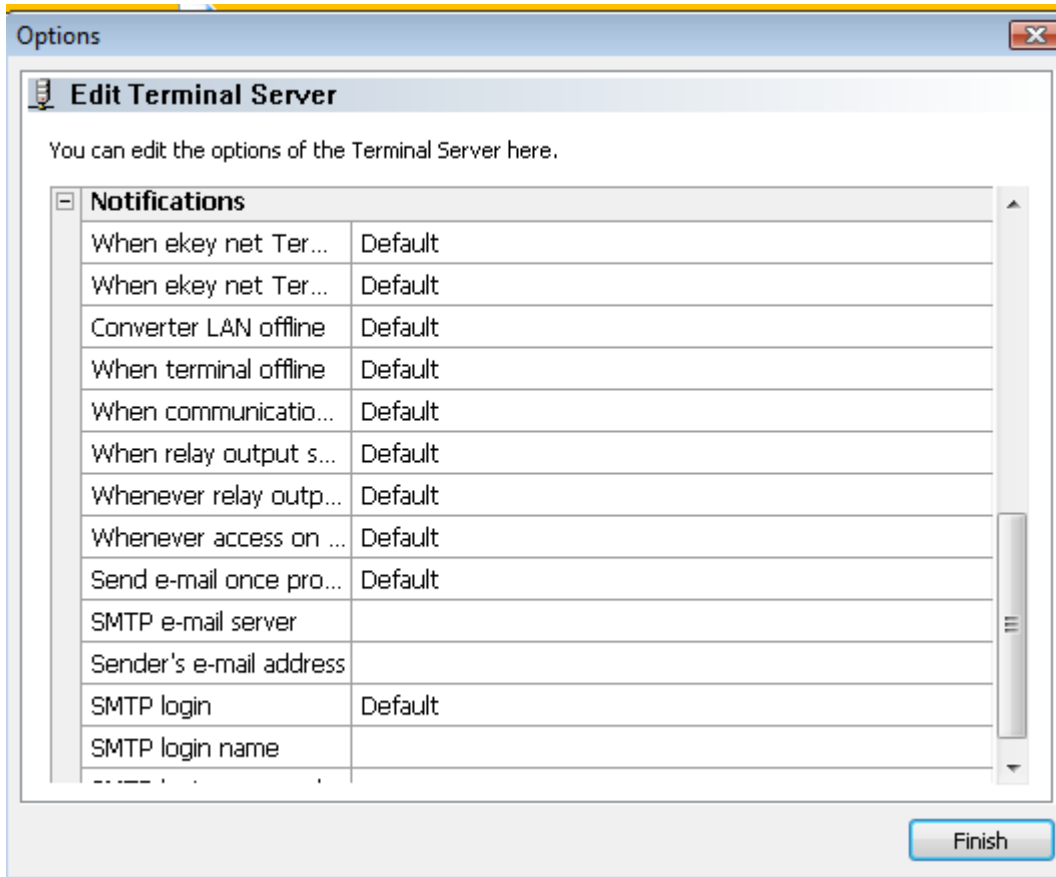 Options
Edit Terminal Server
You can edit the options of the Terminal Server here.
Notifications
When ekey net Ter... Default
When ekey net Ter... Default
Converter LAN offline Default
When terminal offline Default
When communicatio... Default
When relay output s... Default
Whenever relay outp... Default
Whenever access on ... Default
Send e-mail once pro... Default
SMTP e-mail server
Sender's e-mail address
SMTP login Default
SMTP login name
Finish